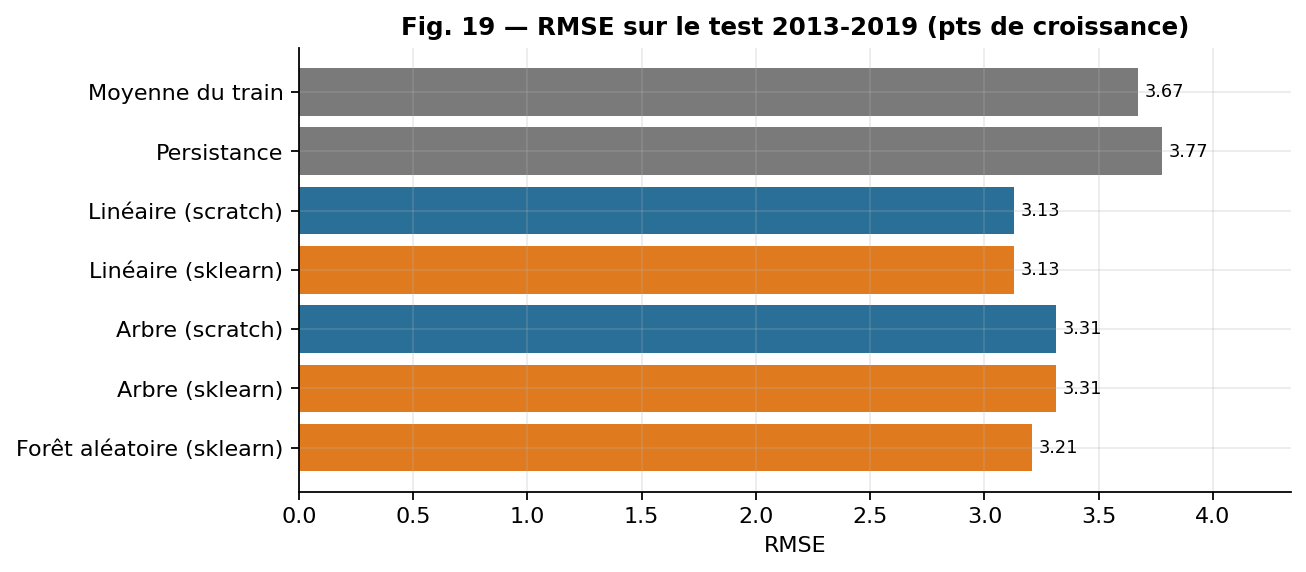 Fig. 19 — RMSE sur le test 2013-2019 (pts de croissance)
Moyenne du train 3.67
Persistance 3.77
Linéaire (scratch) 3.13
Linéaire (sklearn) 3.13
Arbre (scratch) 3.31
Arbre (sklearn) 3.31
Forêt aléatoire (sklearn) 3.21
0.0 0.5 1.0 1.5 2.0 2.5 3.0 3.5 4.0
RMSE